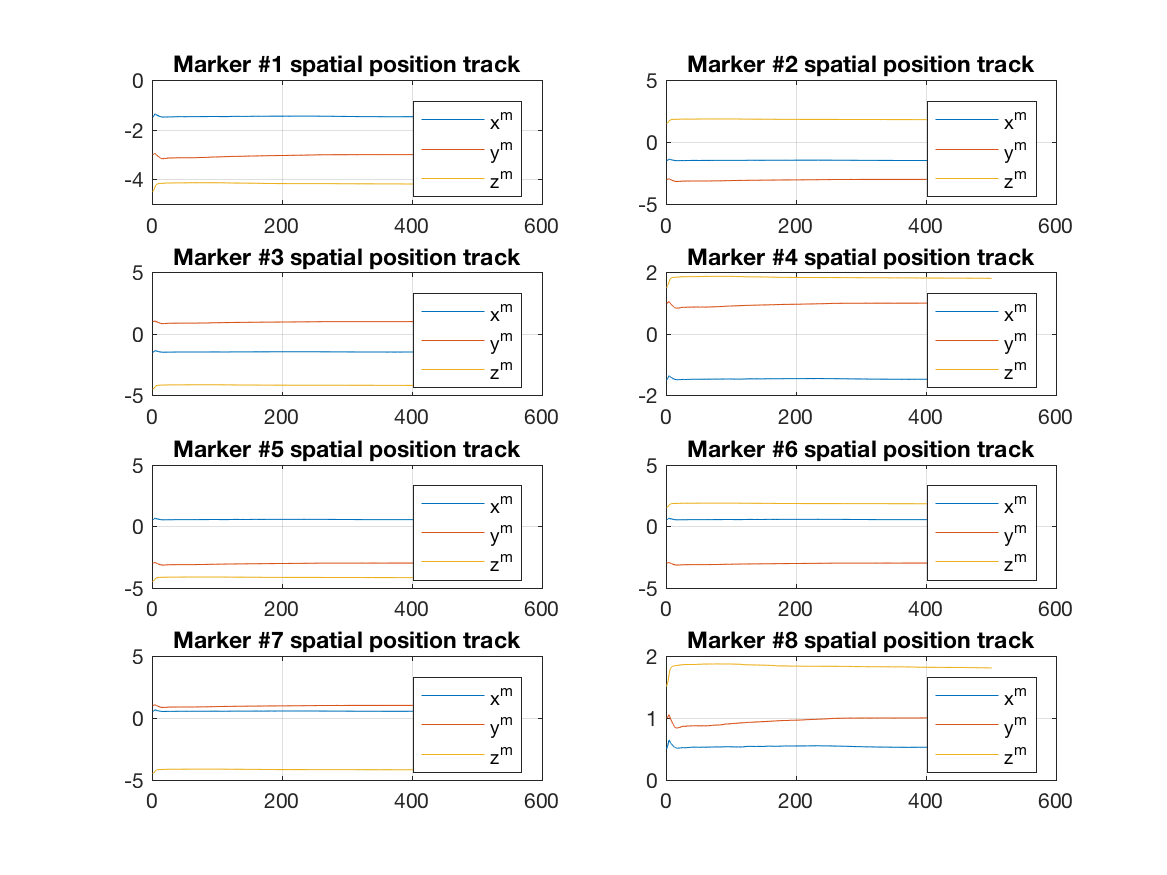 Marker #1 spatial position track
0
-2
-4
0 200 400 600
x^m
y^m
z^m
Marker #2 spatial position track
5
0
-5
0 200 400 600
x^m
y^m
z^m
Marker #3 spatial position track
5
0
-5
0 200 400 600
x^m
y^m
z^m
Marker #4 spatial position track
2
0
-2
0 200 400 600
x^m
y^m
z^m
Marker #5 spatial position track
5
0
-5
0 200 400 600
x^m
y^m
z^m
Marker #6 spatial position track
5
0
-5
0 200 400 600
x^m
y^m
z^m
Marker #7 spatial position track
5
0
-5
0 200 400 600
x^m
y^m
z^m
Marker #8 spatial position track
2
1
0
0 200 400 600
x^m
y^m
z^m